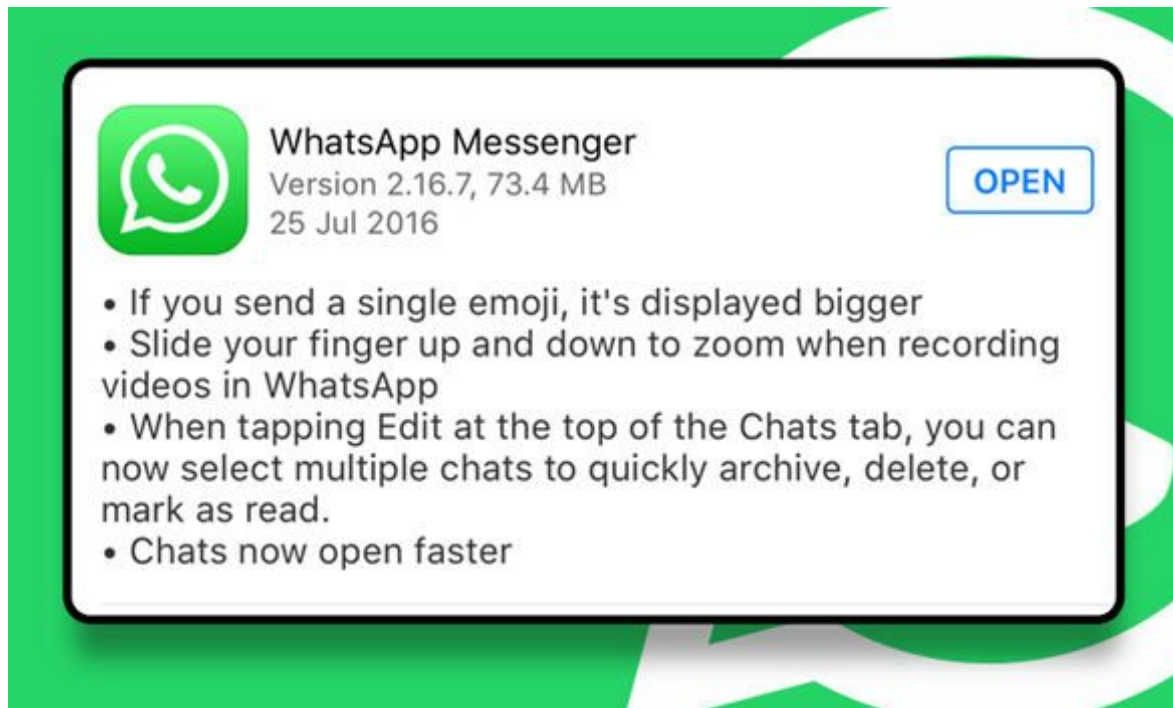 WhatsApp Messenger
Version 2.16.7, 73.4 MB
25 Jul 2016
OPEN
• If you send a single emoji, it's displayed bigger
• Slide your finger up and down to zoom when recording
videos in WhatsApp
• When tapping Edit at the top of the Chats tab, you can
now select multiple chats to quickly archive, delete, or
mark as read.
• Chats now open faster